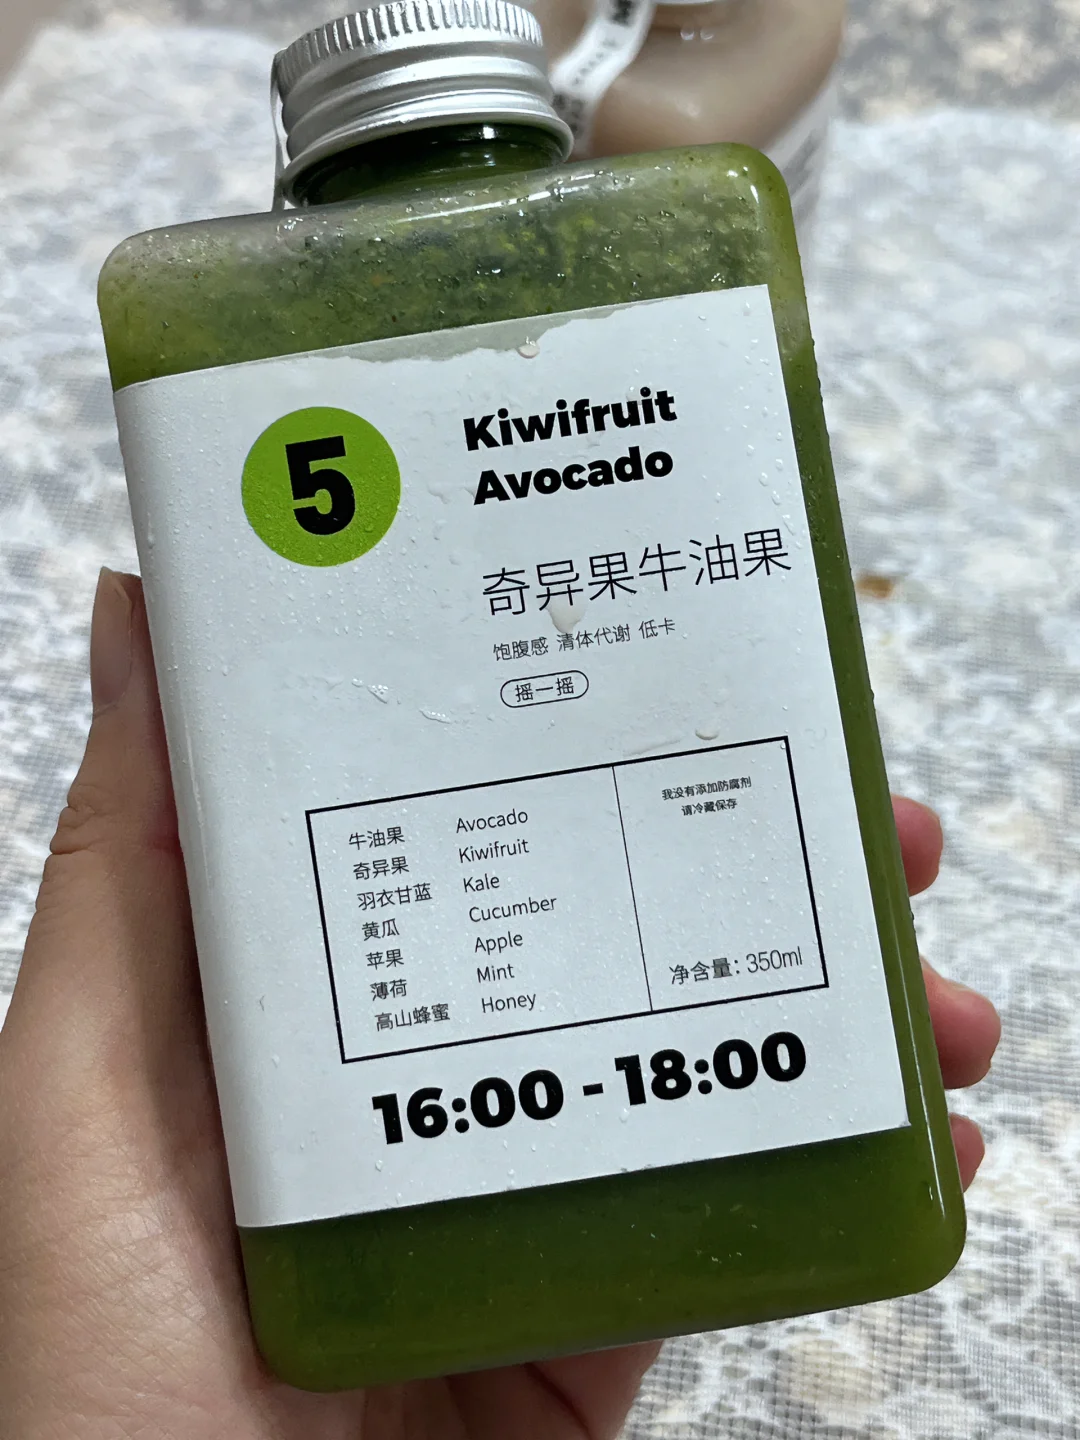 5
Kiwifruit
Avocado
奇异果牛油果
饱腹感 清体代谢 低卡
摇一摇
牛油果 Avocado
奇异果 Kiwifruit
羽衣甘蓝 Kale
黄瓜 Cucumber
苹果 Apple
薄荷 Mint
高山蜂蜜 Honey
我没有添加防腐剂
请冷藏保存
净含量：350ml
16:00 - 18:00